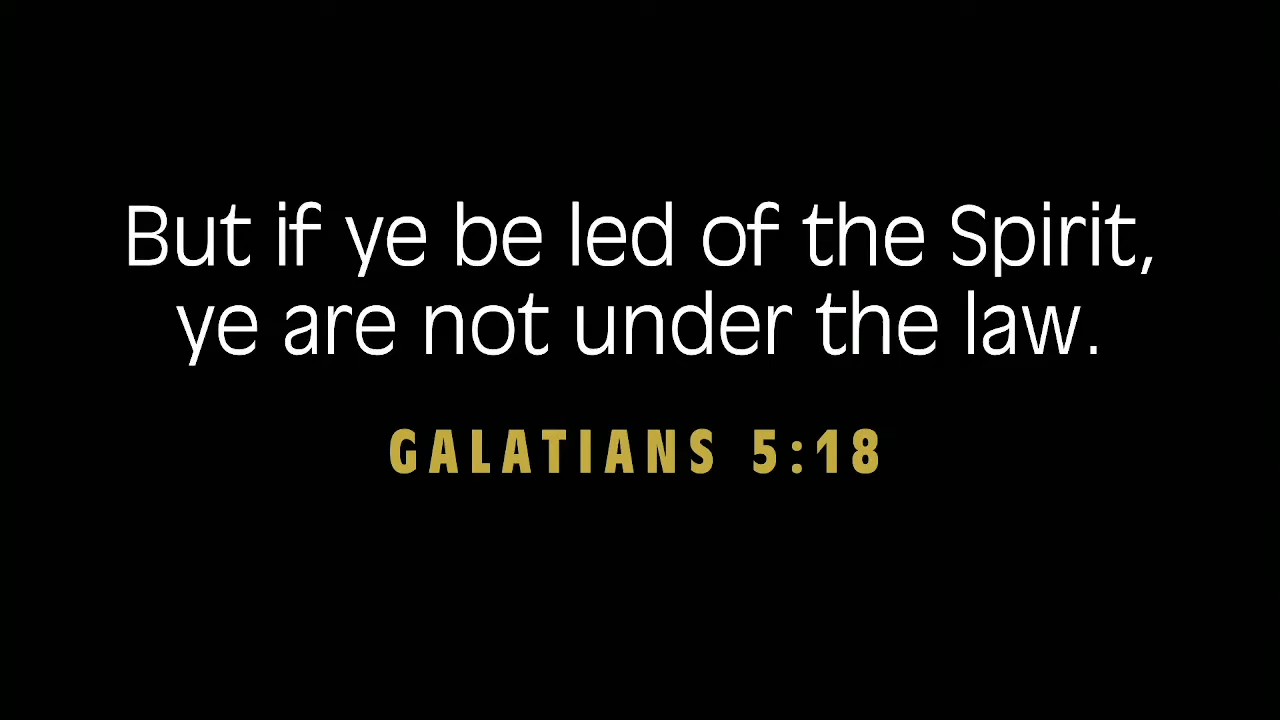 But if ye be led of the Spirit,
ye are not under the law.
GALATIANS 5:18